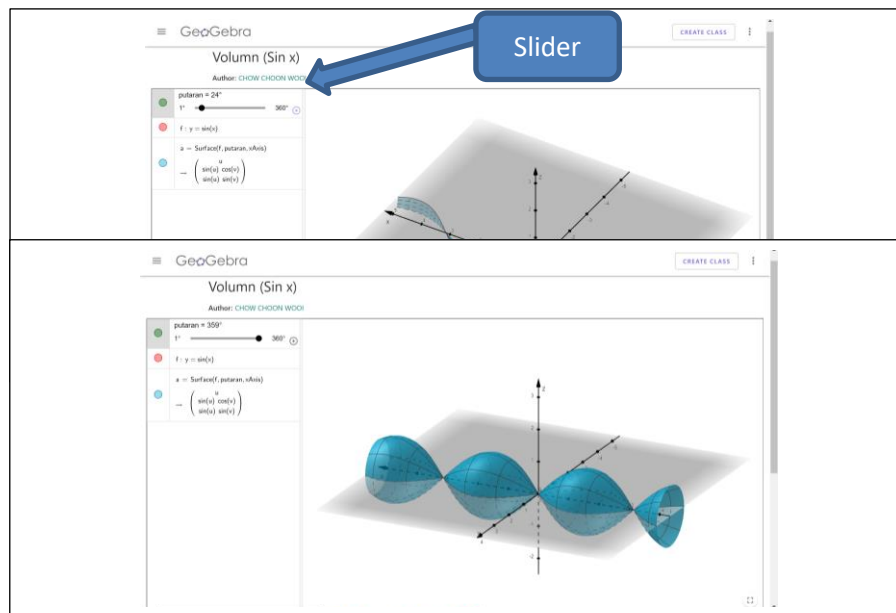 GeoGebra
CREATE CLASS
Slider
Volumn (Sin x)
Author: CHOW CHOON WOOI
putaran = 24°
1° 360°
f : y = sin(x)
a = Surface(f, putaran, xAxis)
→ ( u
sin(u) cos(v)
sin(u) sin(v) )
GeoGebra
CREATE CLASS
Volumn (Sin x)
Author: CHOW CHOON WOOI
putaran = 359°
1° 360°
f : y = sin(x)
a = Surface(f, putaran, xAxis)
→ ( u
sin(u) cos(v)
sin(u) sin(v) )